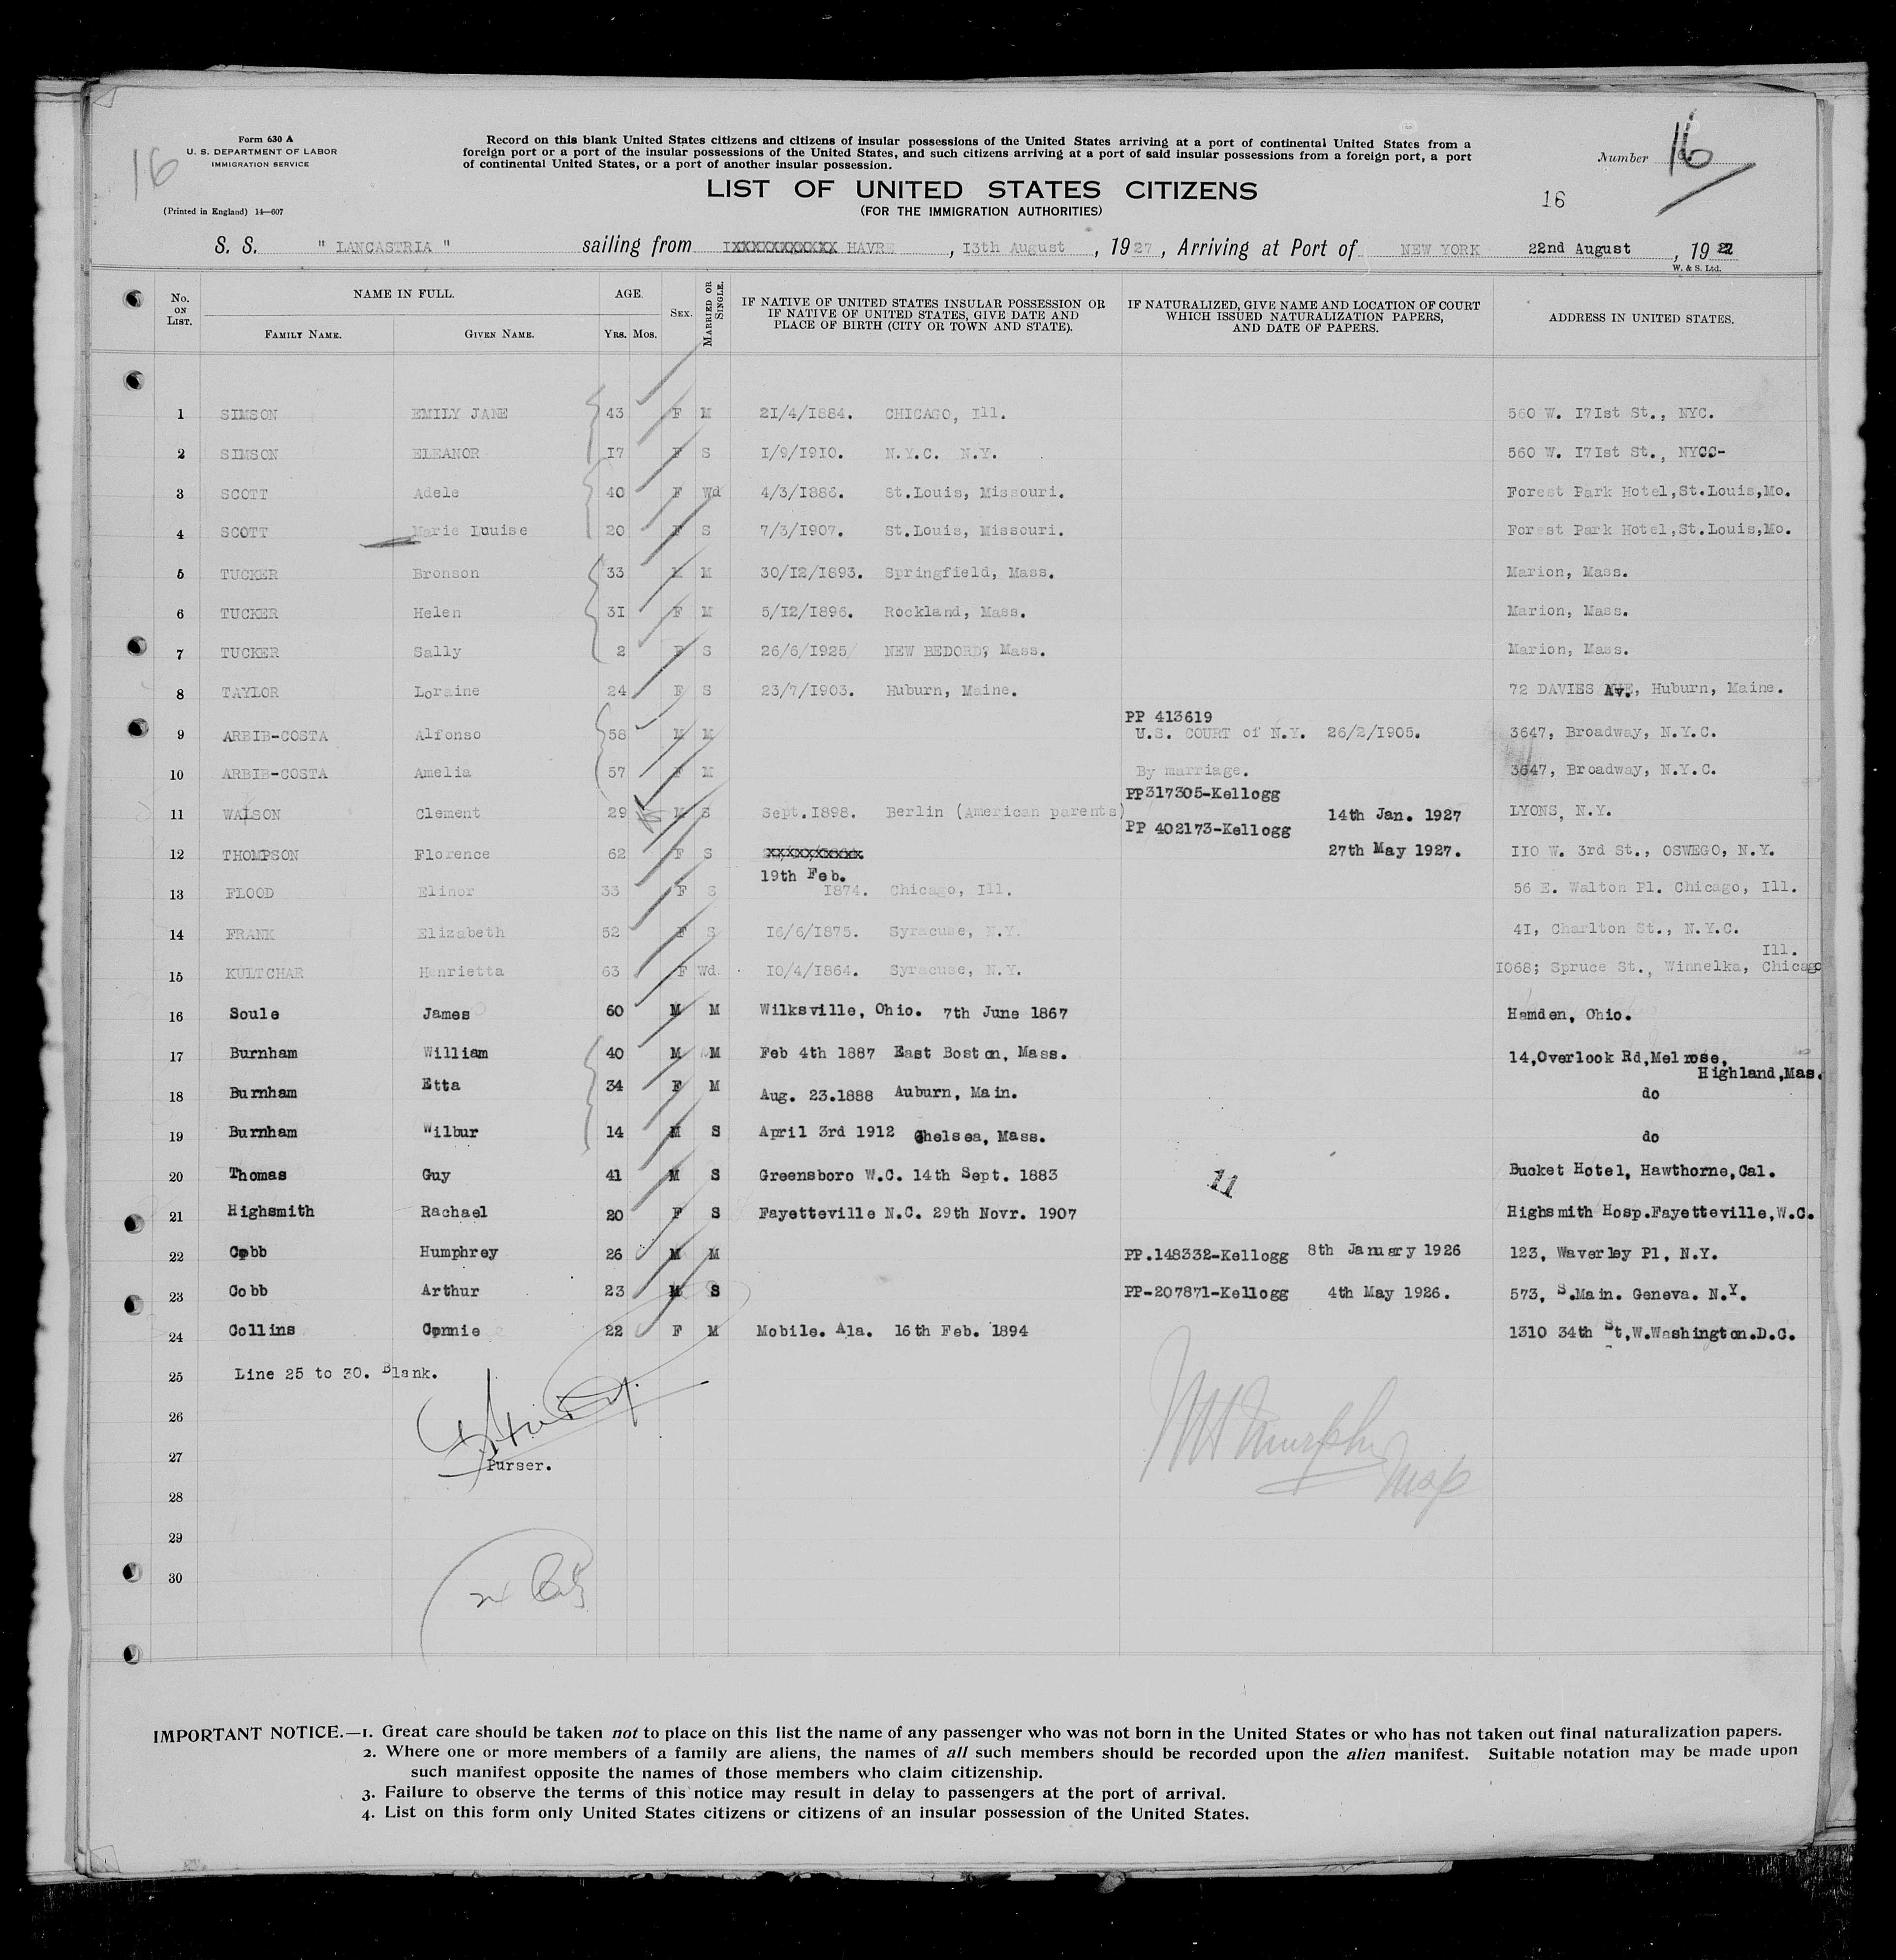 16
Form 630 A
U. S. DEPARTMENT OF LABOR
IMMIGRATION SERVICE
(Printed in England) 14—607
Record on this blank United States citizens and citizens of insular possessions of the United States arriving at a port of continental United States from a
foreign port or a port of the insular possessions of the United States, and such citizens arriving at a port of said insular possessions from a foreign port, a port
of continental United States, or a port of another insular possession.
Number 16
LIST OF UNITED STATES CITIZENS
(FOR THE IMMIGRATION AUTHORITIES)
16
S. S. " LANCASTRIA " sailing from HAVRE, 13th August, 1927, Arriving at Port of NEW YORK 22nd August, 19
W. & S. Ltd.
No. ON LIST. NAME IN FULL. FAMILY NAME. GIVEN NAME. AGE. Yrs. Mos. SEX. MARRIED OR SINGLE. IF NATIVE OF UNITED STATES INSULAR POSSESSION OR IF NATIVE OF UNITED STATES, GIVE DATE AND PLACE OF BIRTH (CITY OR TOWN AND STATE). IF NATURALIZED, GIVE NAME AND LOCATION OF COURT WHICH ISSUED NATURALIZATION PAPERS, AND DATE OF PAPERS. ADDRESS IN UNITED STATES.
1 SIMSON EMILY JANE 43 F M 21/4/1884. CHICAGO, Ill. 560 W. 171st St., NYC.
2 SIMSON ELEANOR 17 F S 1/9/1910. N.Y.C. N.Y. 560 W. 171st St., NYCC-
3 SCOTT Adele 40 F Wd 4/3/1886. St.Louis, Missouri. Forest Park Hotel,St.Louis,Mo.
4 SCOTT Marie Louise 20 F S 7/3/1907. St.Louis, Missouri. Forest Park Hotel,St.Louis,Mo.
5 TUCKER Bronson 33 M M 30/12/1893. Springfield, Mass. Marion, Mass.
6 TUCKER Helen 31 F M 5/12/1896. Rockland, Mass. Marion, Mass.
7 TUCKER Sally 2 F S 26/6/1925 NEW BEDORD, Mass. Marion, Mass.
8 TAYLOR Loraine 24 F S 23/7/1903. Huburn, Maine. 72 DAVIES Av., Huburn, Maine.
9 ARBIB-COSTA Alfonso 58 M M PP 413619 U.S. COURT of N.Y. 26/2/1905. 3647, Broadway, N.Y.C.
10 ARBIB-COSTA Amelia 57 F M By marriage. 3647, Broadway, N.Y.C.
11 WATSON Clement 29 M S Sept.1898. Berlin (American parents) PP317305-Kellogg 14th Jan. 1927 LYONS, N.Y.
12 THOMPSON Florence 62 F S xxxxxxxxxx PP 402173-Kellogg 27th May 1927. 110 W. 3rd St., OSWEGO, N.Y.
13 FLOOD Elinor 33 F S 19th Feb. 1874. Chicago, Ill. 56 E. Walton Pl. Chicago, Ill.
14 FRANK Elizabeth 52 F S 16/6/1875. Syracuse, N.Y. 41, Charlton St., N.Y.C.
15 KULTCHAR Henrietta 63 F Wd. 10/4/1864. Syracuse, N.Y. 1068; Spruce St., Winnelka, Chicago Ill.
16 Soule James 60 M M Wilksville, Ohio. 7th June 1867 Hamden, Ohio.
17 Burnham William 40 M M Feb 4th 1887 East Boston, Mass. 14,Overlook Rd,Melrose, Highland,Mas.
18 Burnham Etta 34 F M Aug. 23.1888 Auburn, Main. do
19 Burnham Wilbur 14 M S April 3rd 1912 Chelsea, Mass. do
20 Thomas Guy 41 M S Greensboro W.C. 14th Sept. 1883 11 Bucket Hotel, Hawthorne,Cal.
21 Highsmith Rachael 20 F S Fayetteville N.C. 29th Novr. 1907 Highsmith Hosp.Fayetteville,W.C.
22 Cobb Humphrey 26 M M PP.148332-Kellogg 8th January 1926 123, Waverley Pl, N.Y.
23 Cobb Arthur 23 M S PP-207871-Kellogg 4th May 1926. 573, S.Main. Geneva. N.Y.
24 Collins Connie 22 F M Mobile. Ala. 16th Feb. 1894 1310 34th St,W.Washington.D.C.
25 Line 25 to 30. Blank.
26
27 Purser.
28
29
30
IMPORTANT NOTICE.—1. Great care should be taken not to place on this list the name of any passenger who was not born in the United States or who has not taken out final naturalization papers.
2. Where one or more members of a family are aliens, the names of all such members should be recorded upon the alien manifest. Suitable notation may be made upon
such manifest opposite the names of those members who claim citizenship.
3. Failure to observe the terms of this notice may result in delay to passengers at the port of arrival.
4. List on this form only United States citizens or citizens of an insular possession of the United States.